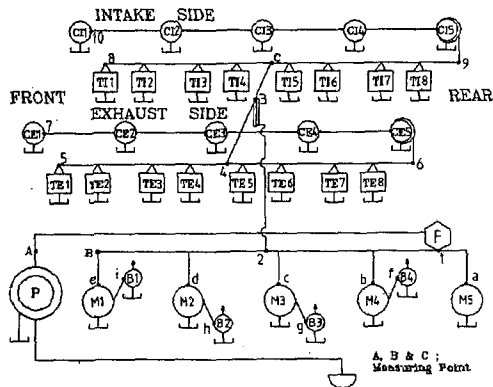 INTAKE SIDE
CI1 10 CI2 CI3 CI4 CI5
8 C 9
TI1 TI2 TI3 TI4 TI5 TI6 TI7 TI8
FRONT 3 REAR
EXHAUST SIDE
CE1 7 CE2 CE3 CE4 CE5
5 4 6
TE1 TE2 TE3 TE4 TE5 TE6 TE7 TE8
F
A B 2 1
e i B1 d c b f B4 a
P M1 M2 M3 M4 M5
h B2 g B3
A, B & C ;
Measuring Point